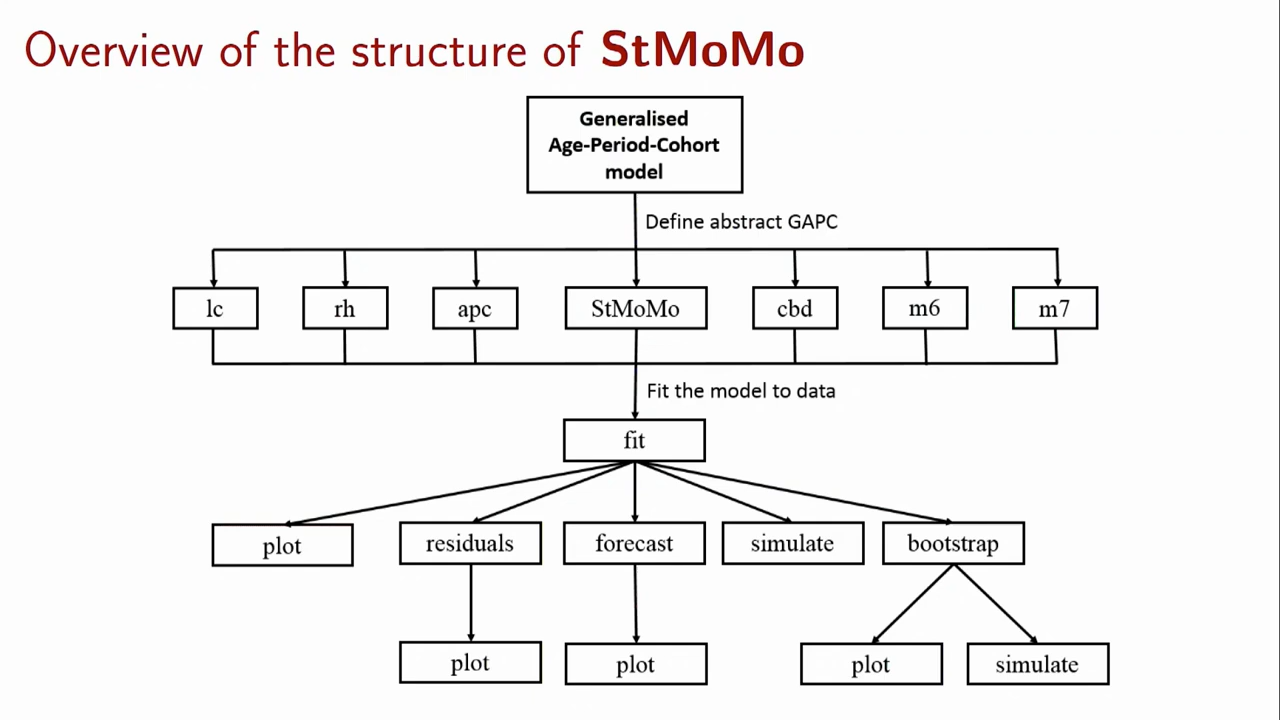 Overview of the structure of StMoMo
Generalised
Age-Period-Cohort
model
Define abstract GAPC
lc
rh
apc
StMoMo
cbd
m6
m7
Fit the model to data
fit
plot
residuals
forecast
simulate
bootstrap
plot
plot
plot
simulate